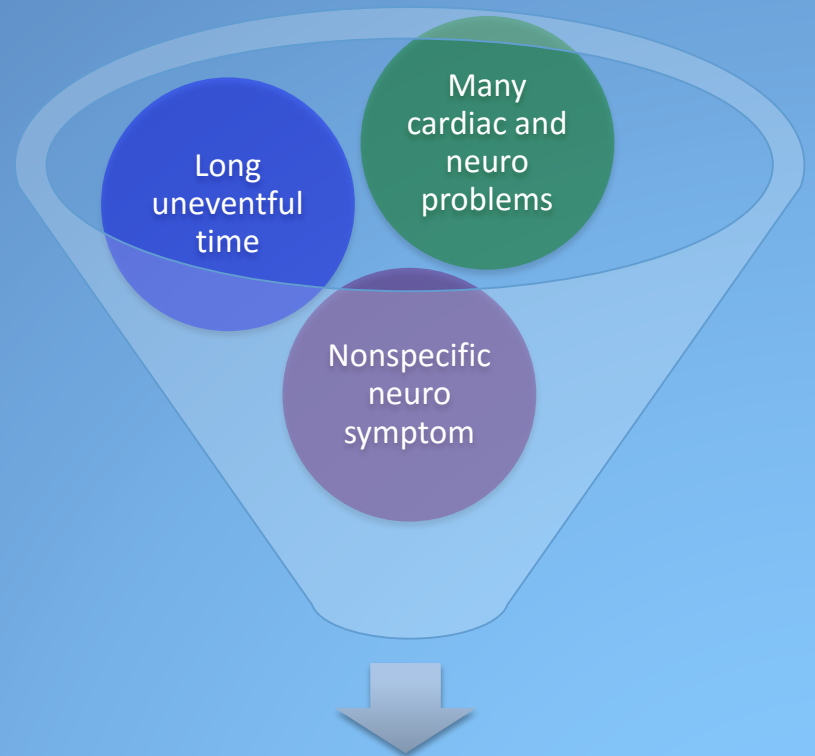 Many
cardiac and
neuro
problems
Long
uneventful
time
Nonspecific
neuro
symptom